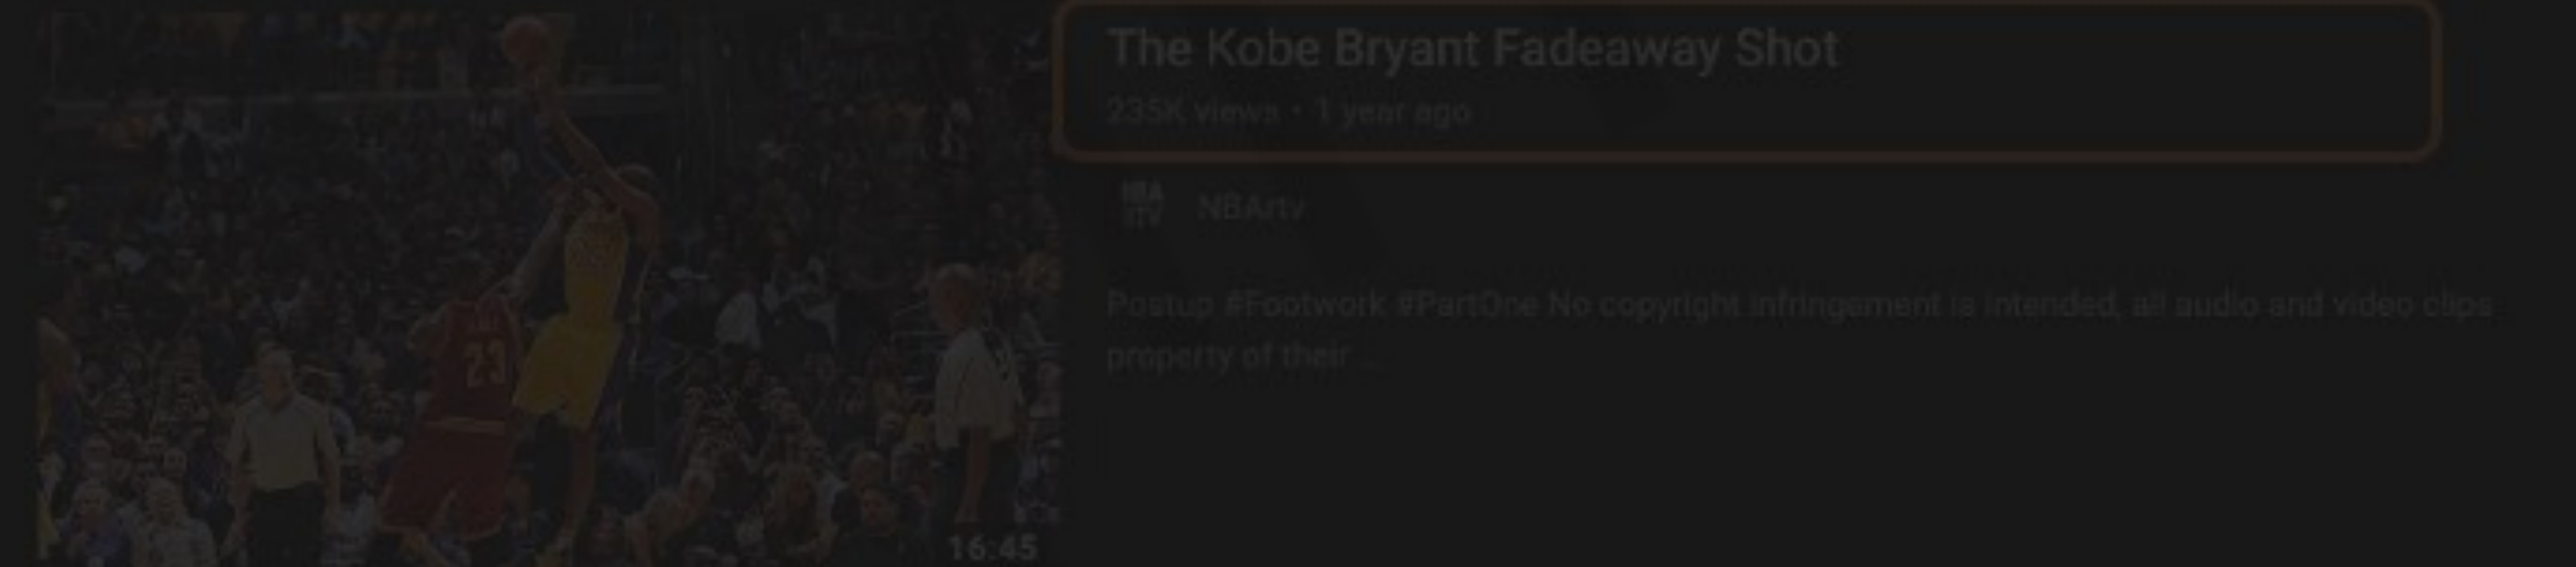 The Kobe Bryant Fadeaway Shot
235K views • 1 year ago
NBA
RTV
NBArtv
Postup #Footwork #PartOne No copyright infringement is intended, all audio and video clips
property of their ...
23
16:45